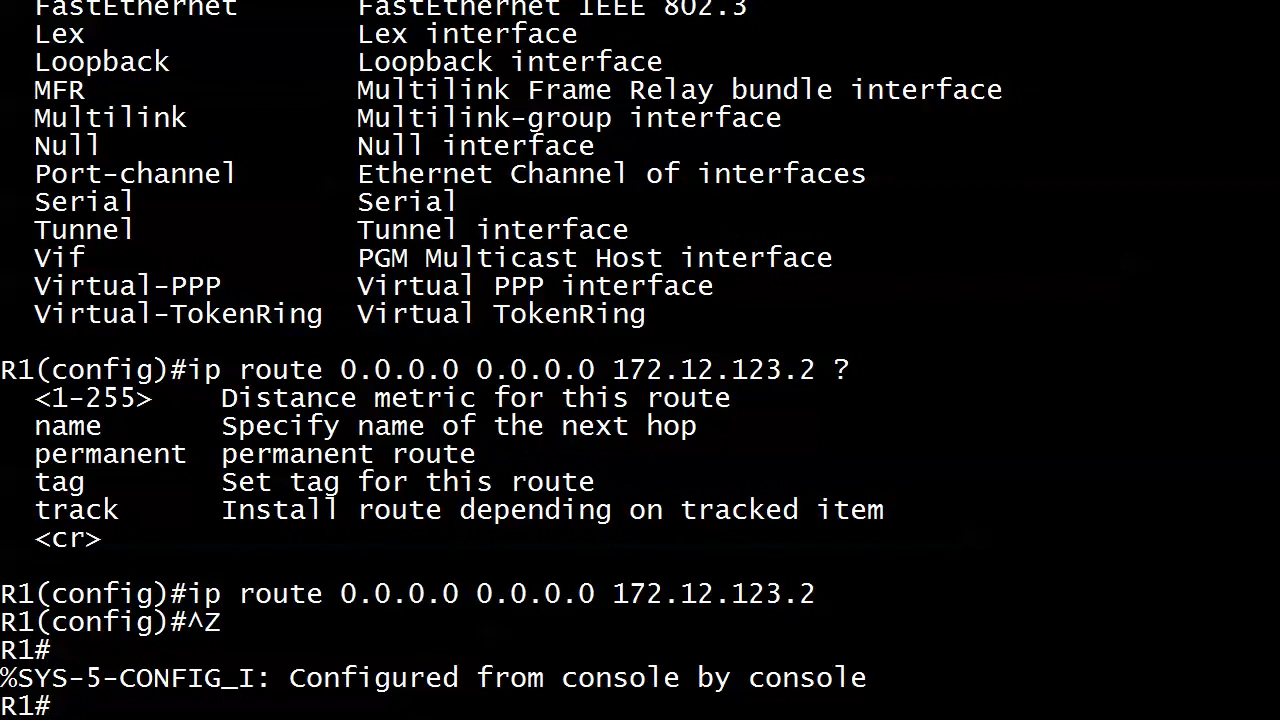 FastEthernet FastEthernet IEEE 802.3
Lex Lex interface
Loopback Loopback interface
MFR Multilink Frame Relay bundle interface
Multilink Multilink-group interface
Null Null interface
Port-channel Ethernet Channel of interfaces
Serial Serial
Tunnel Tunnel interface
Vif PGM Multicast Host interface
Virtual-PPP Virtual PPP interface
Virtual-TokenRing Virtual TokenRing
R1(config)#ip route 0.0.0.0 0.0.0.0 172.12.123.2 ?
<1-255> Distance metric for this route
name Specify name of the next hop
permanent permanent route
tag Set tag for this route
track Install route depending on tracked item
<cr>
R1(config)#ip route 0.0.0.0 0.0.0.0 172.12.123.2
R1(config)#^Z
R1#
%SYS-5-CONFIG_I: Configured from console by console
R1#